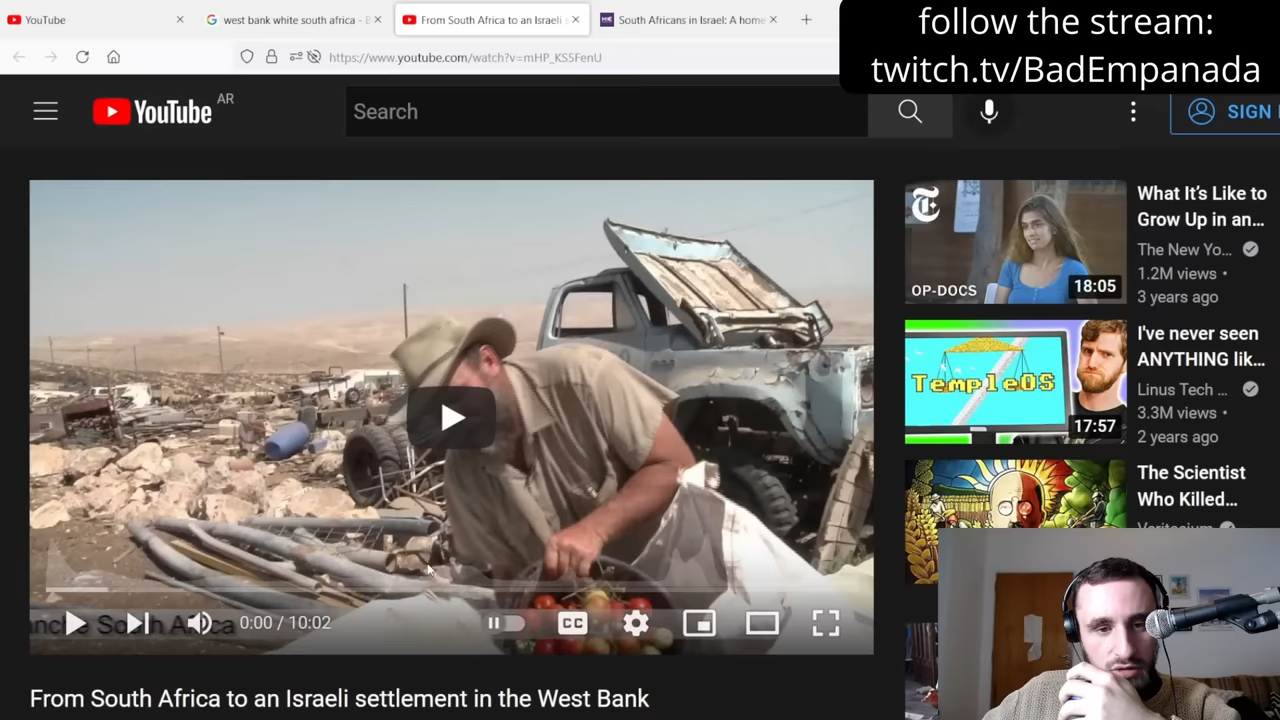 YouTube
west bank white south africa -
From South Africa to an Israeli
South Africans in Israel: A home
follow the stream:
twitch.tv/BadEmpanada
https://www.youtube.com/watch?v=mHP_KS5FenU
YouTube AR
Search
SIGN
OP-DOCS
18:05
What It's Like to
Grow Up in an...
The New Yo...
1.2M views •
3 years ago
TempleOS
17:57
I've never seen
ANYTHING lik...
Linus Tech ...
3.3M views •
2 years ago
The Scientist
Who Killed...
Veritasium
South Africa
0:00 / 10:02
CC
From South Africa to an Israeli settlement in the West Bank